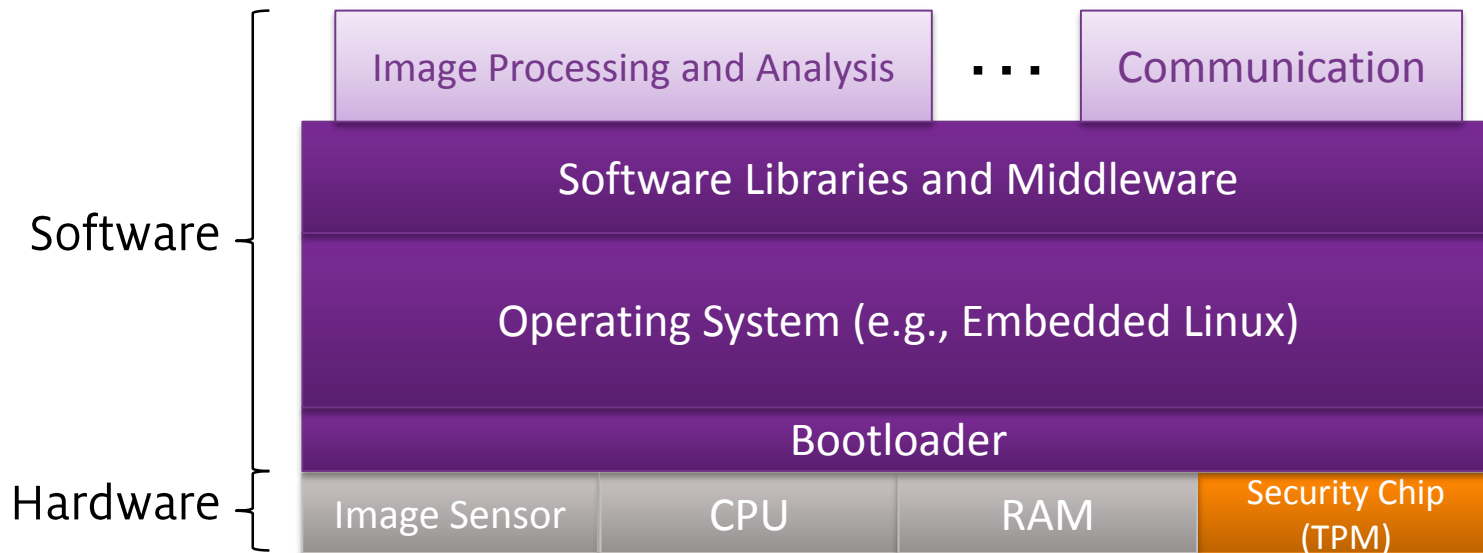 Image Processing and Analysis
...
Communication
Software Libraries and Middleware
Software
Operating System (e.g., Embedded Linux)
Bootloader
Hardware
Image Sensor
CPU
RAM
Security Chip
(TPM)